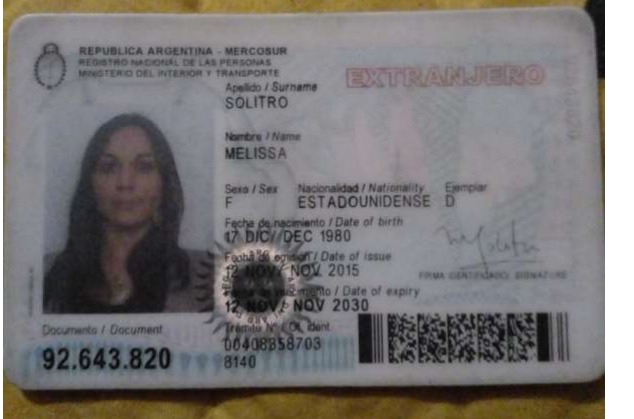 REPUBLICA ARGENTINA - MERCOSUR
REGISTRO NACIONAL DE LAS PERSONAS
MINISTERIO DEL INTERIOR Y TRANSPORTE
EXTRANJERO
Apellido / Surname
SOLITRO
Nombre / Name
MELISSA
Sexo / Sex Nacionalidad / Nationality Ejemplar
F ESTADOUNIDENSE D
Fecha de nacimiento / Date of birth
17 DIC/ DEC 1980
Fecha de emisión / Date of issue
12 NOV/ NOV 2015
FIRMA IDENTIFICADO/ SIGNATURE
Fecha de vencimiento / Date of expiry
12 NOV/ NOV 2030
Documento / Document
92.643.820
Trámite N° / Of. ident.
00408858703
8140